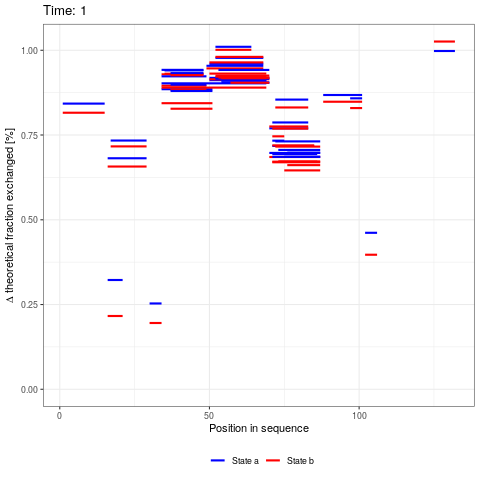 Time: 1
Δ theoretical fraction exchanged [%]
1.00
0.75
0.50
0.25
0.00
0 50 100
Position in sequence
State a State b